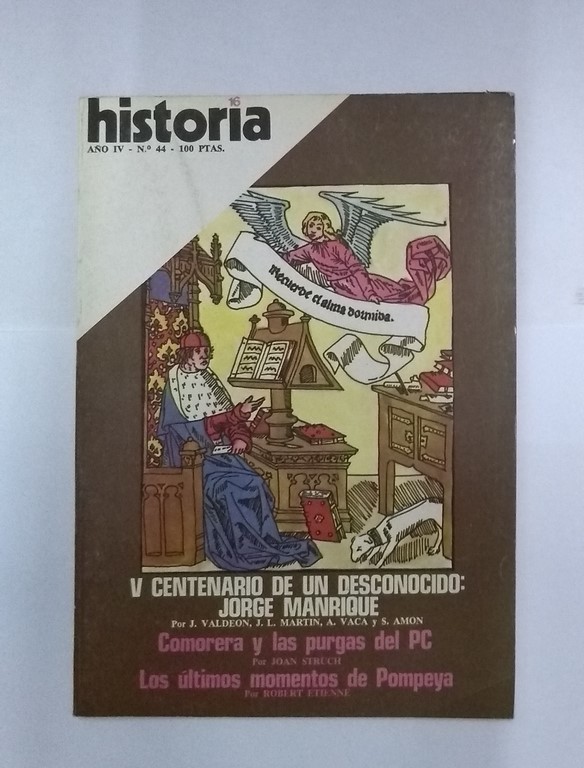 historia
16
AÑO IV - N.º 44 - 100 PTAS.
Recuerde el alma dormida.
V CENTENARIO DE UN DESCONOCIDO:
JORGE MANRIQUE
Por J. VALDEON, J. L. MARTIN, A. VACA y S. AMON
Comorera y las purgas del PC
Por JOAN STRUCH
Los últimos momentos de Pompeya
Por ROBERT ETIENNE